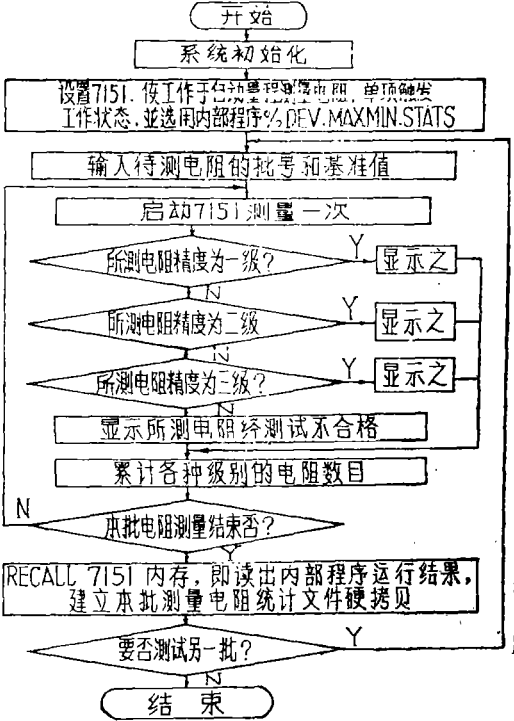 开始
系统初始化
设置7151.使工作于自动量程测量电阻,单项触发
工作状态.並选用内部程序%DEV.MAXMIN.STATS
输入待测电阻的批号和基准值
启动7151测量一次
所测电阻精度为一级?
Y
显示之
N
所测电阻精度为二级
Y
显示之
N
所测电阻精度为三级?
Y
显示之
N
显示所测电阻经测试不合格
累计各种级别的电阻数目
N
本批电阻测量结束否?
Y
RECALL 7151 内存,即读出内部程序运行结果,
建立本批测量电阻统计文件硬拷贝
要否测试另一批?
Y
N
结束